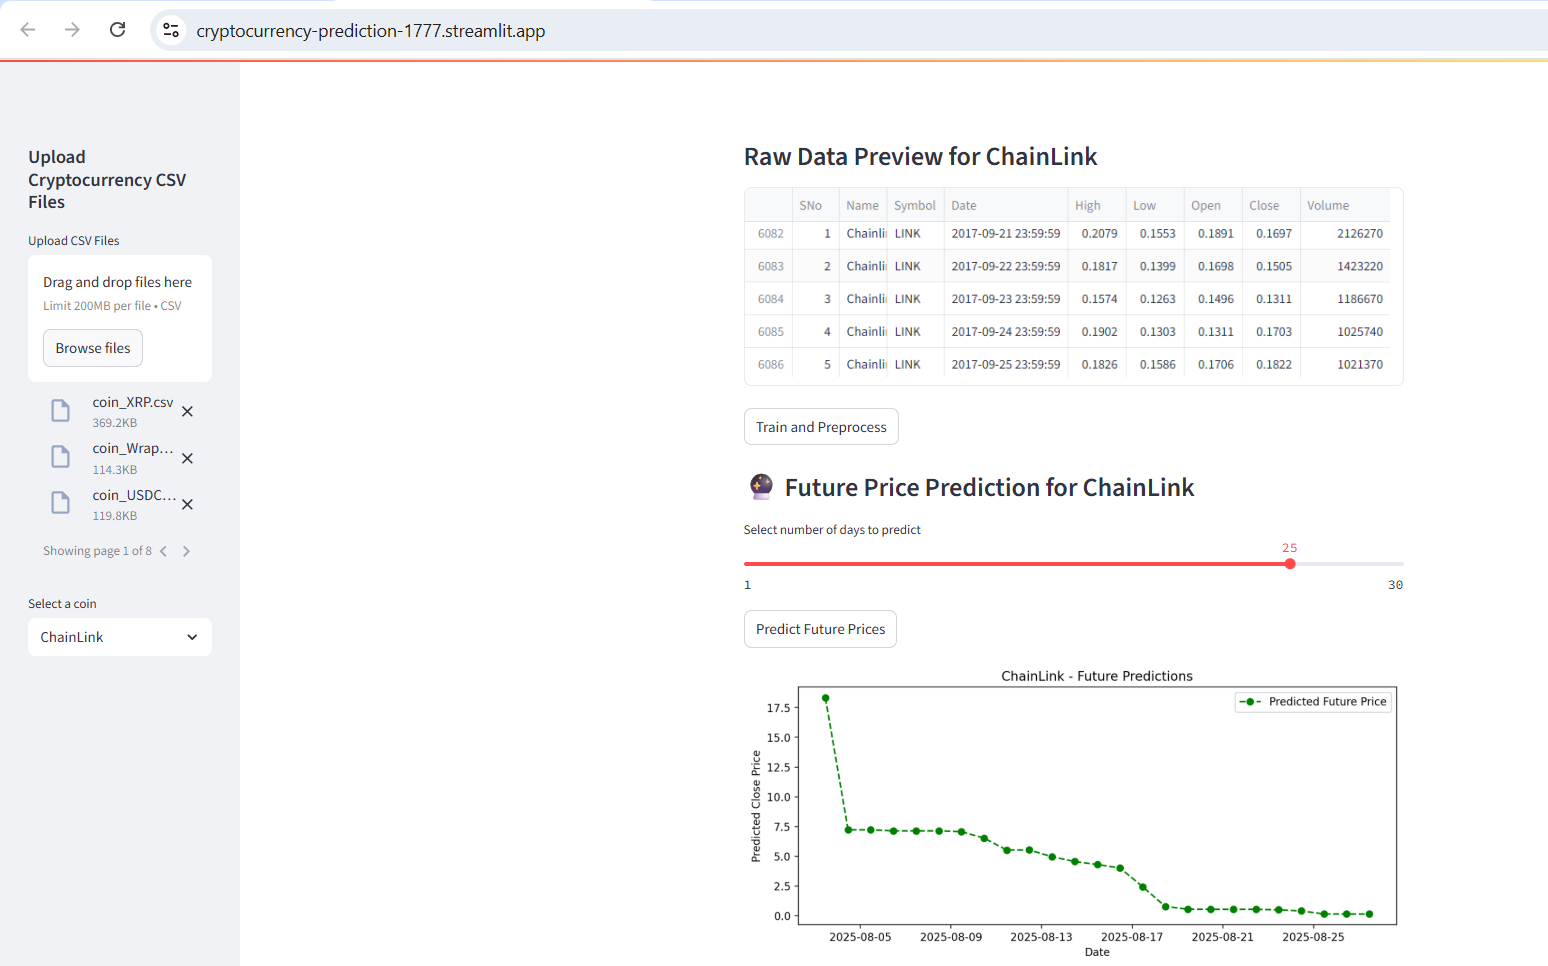 cryptocurrency-prediction-1777.streamlit.app
Upload
Cryptocurrency CSV
Files
Upload CSV Files
Drag and drop files here
Limit 200MB per file • CSV
Browse files
coin_XRP.csv
369.2KB
coin_Wrap...
114.3KB
coin_USDC...
119.8KB
Showing page 1 of 8
Select a coin
ChainLink
Raw Data Preview for ChainLink
SNo Name Symbol Date High Low Open Close Volume
6082 1 Chainli LINK 2017-09-21 23:59:59 0.2079 0.1553 0.1891 0.1697 2126270
6083 2 Chainli LINK 2017-09-22 23:59:59 0.1817 0.1399 0.1698 0.1505 1423220
6084 3 Chainli LINK 2017-09-23 23:59:59 0.1574 0.1263 0.1496 0.1311 1186670
6085 4 Chainli LINK 2017-09-24 23:59:59 0.1902 0.1303 0.1311 0.1703 1025740
6086 5 Chainli LINK 2017-09-25 23:59:59 0.1826 0.1586 0.1706 0.1822 1021370
Train and Preprocess
Future Price Prediction for ChainLink
Select number of days to predict
25
1 30
Predict Future Prices
ChainLink - Future Predictions
Predicted Future Price
Predicted Close Price
17.5
15.0
12.5
10.0
7.5
5.0
2.5
0.0
2025-08-05 2025-08-09 2025-08-13 2025-08-17 2025-08-21 2025-08-25
Date